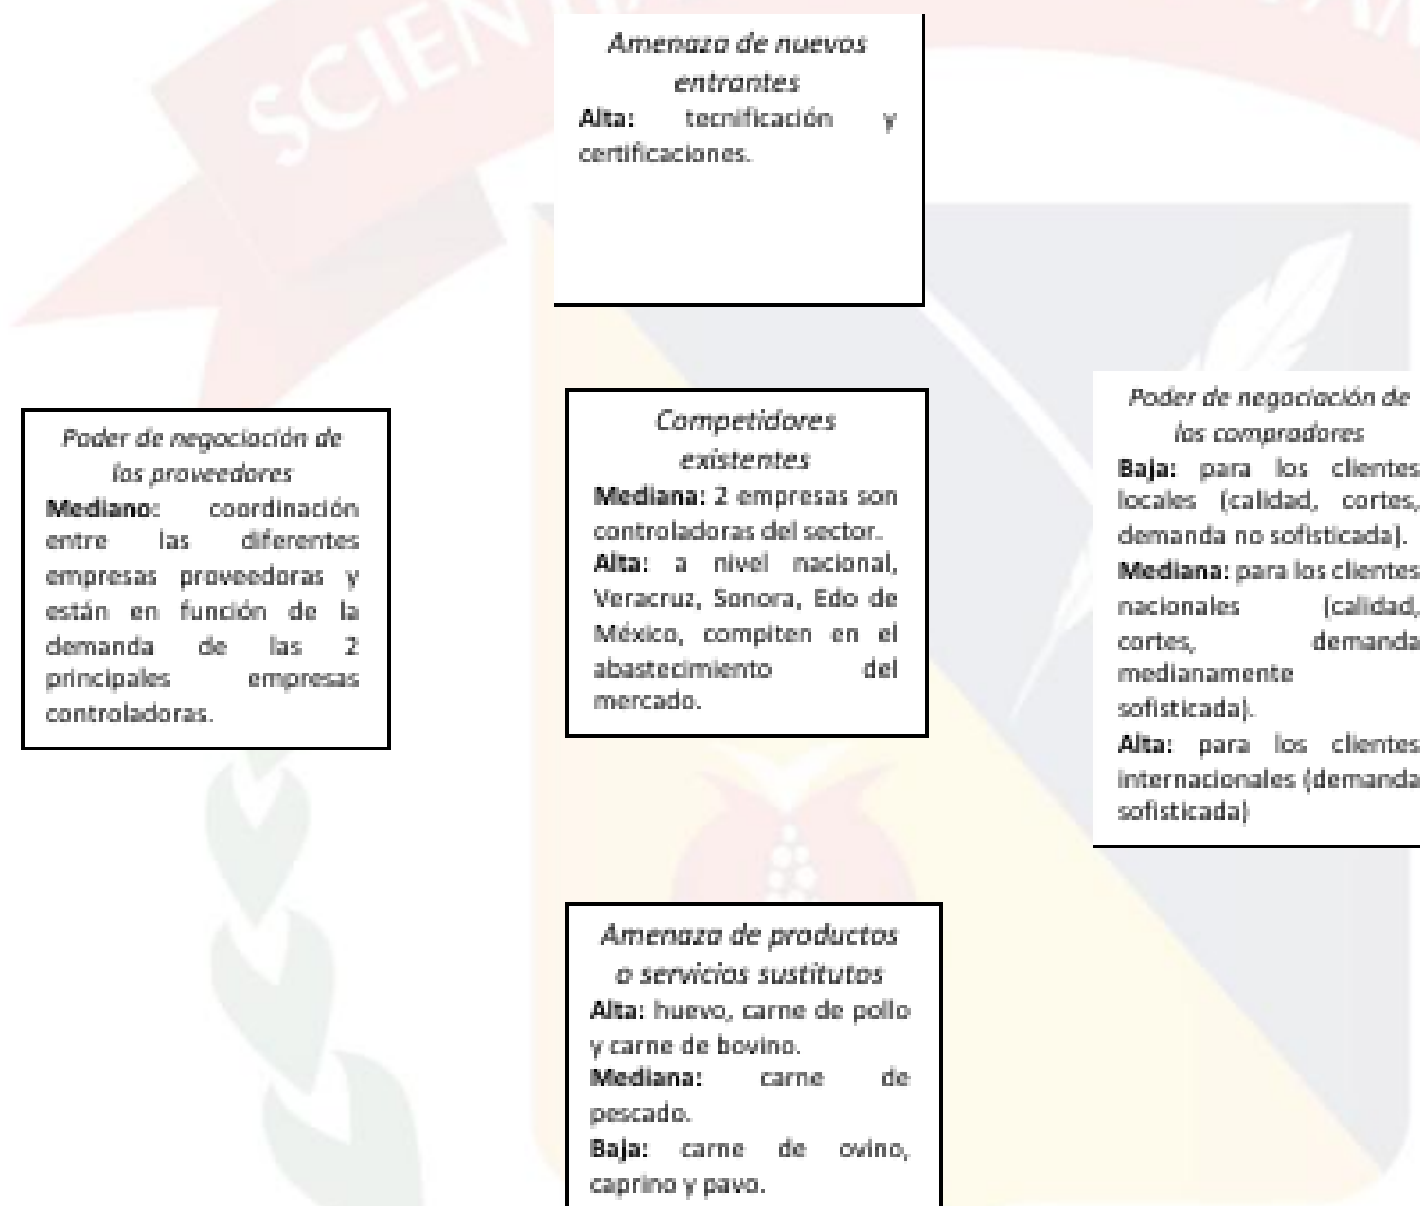 SCIENT
Amenaza de nuevos
entrantes
Alta: tecnificación y
certificaciones.
Poder de negociación de
los proveedores
Mediano: coordinación
entre las diferentes
empresas proveedoras y
están en función de la
demanda de las 2
principales empresas
controladoras.
Competidores
existentes
Mediana: 2 empresas son
controladoras del sector.
Alta: a nivel nacional,
Veracruz, Sonora, Edo de
México, compiten en el
abastecimiento del
mercado.
Poder de negociación de
los compradores
Baja: para los clientes
locales (calidad, cortes,
demanda no sofisticada).
Mediana: para los clientes
nacionales (calidad,
cortes, demanda
medianamente
sofisticada).
Alta: para los clientes
internacionales (demanda
sofisticada)
Amenaza de productos
o servicios sustitutos
Alta: huevo, carne de pollo
y carne de bovino.
Mediana: carne de
pescado.
Baja: carne de ovino,
caprino y pavo.